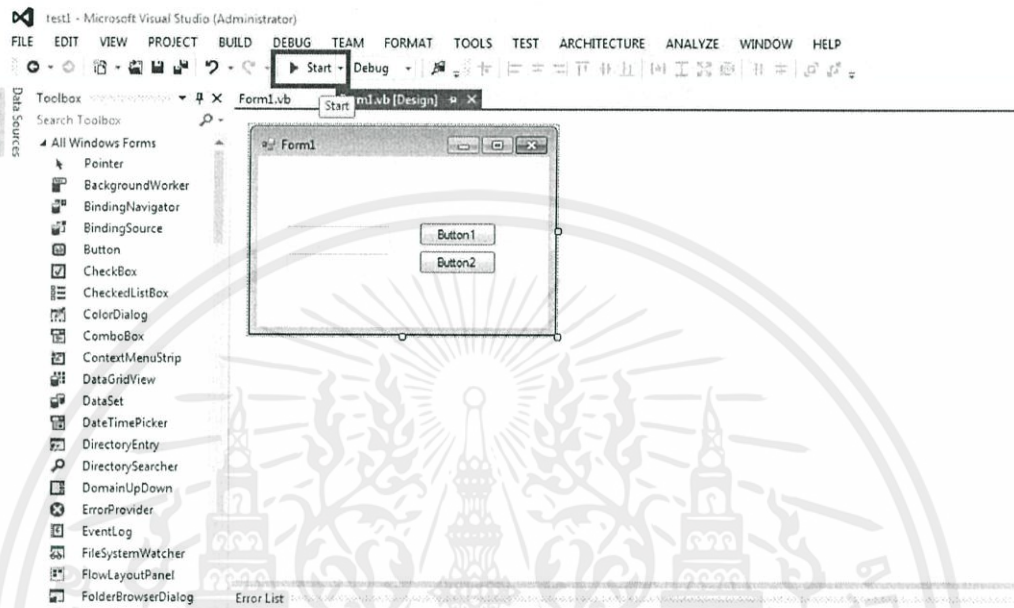 test1 - Microsoft Visual Studio (Administrator)
FILE EDIT VIEW PROJECT BUILD DEBUG TEAM FORMAT TOOLS TEST ARCHITECTURE ANALYZE WINDOW HELP
Start Debug
Data Sources
Toolbox
Form1.vb
Start
m1.vb [Design]
Search Toolbox
All Windows Forms
Pointer
BackgroundWorker
BindingNavigator
BindingSource
Button
CheckBox
CheckedListBox
ColorDialog
ComboBox
ContextMenuStrip
DataGridView
DataSet
DateTimePicker
DirectoryEntry
DirectorySearcher
DomainUpDown
ErrorProvider
EventLog
FileSystemWatcher
FlowLayoutPanel
FolderBrowserDialog
Form1
Button1
Button2
Error List